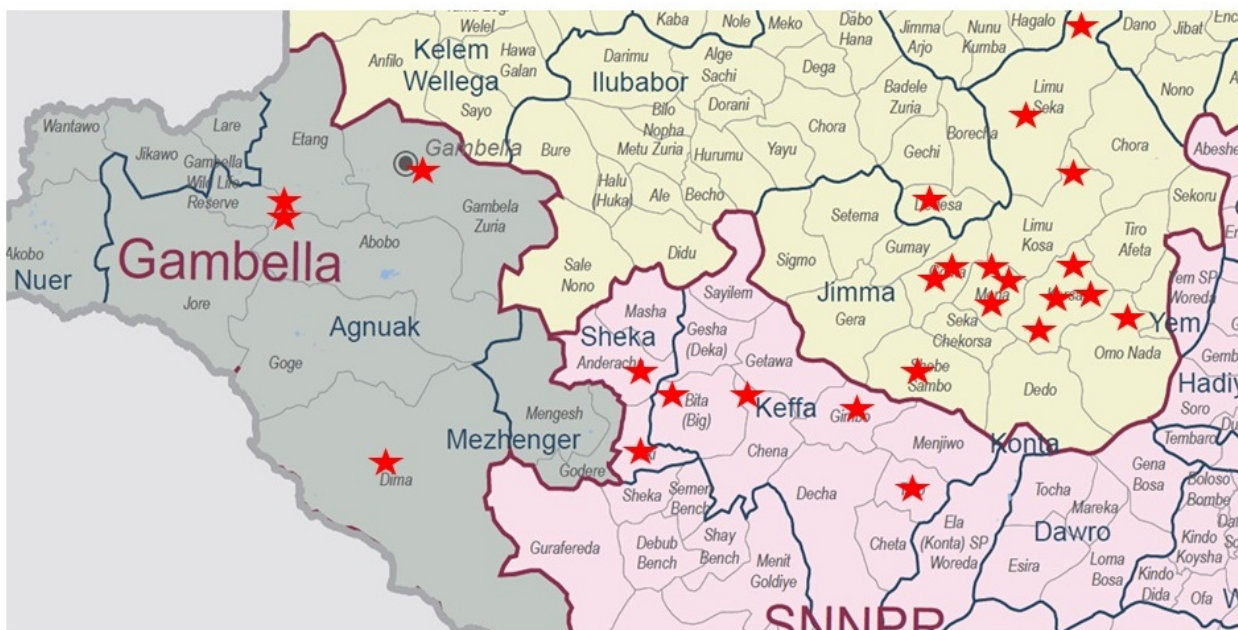 Kaba
Nole
Meko
Dabo
Hana
Jimma
Arjo
Nunu
Kumba
Hagalo
Dano
Jibat
Welel
Anfilo
Kelem
Wellega
Hawa
Galan
Sayo
Darimu
Alge
Sachi
Ilubabor
Dega
Dorani
Badele
Zuria
Limu
Seka
Nono
Bilo
Nopha
Metu Zuria
Hurumu
Yayu
Chora
Borecha
Gechi
Chora
Abeshe
Wantawo
Lare
Jikawo
Etang
Gambella
Gambella
Wild Life
Reserve
Bure
Halu
(Huka)
Ale
Becho
Setema
Sekoru
Gambela
Zuria
Abobo
Akobo
Nuer
Gambella
Didu
Sale
Nono
Sigmo
Gumay
Limu
Kosa
Tiro
Afeta
Jore
Agnuak
Goge
Masha
Sheka
Anderach
Sayilem
Gesha
(Deka)
Getawa
Jimma
Gera
Seka
Chekorsa
Yem SP
Woreda
Yem
Omo Nada
Sambo
Dedo
Hadiy
Soro
Mengesh
Mezhenger
Godere
Bita
(Big)
Keffa
Chena
Menjiwo
Konta
Tembaro
Dima
Gurafereda
Sheka
Semen
Bench
Debub
Bench
Shay
Bench
Menit
Goldiye
Decha
Cheta
Ela
(Konta) SP
Woreda
Tocha
Mareka
Gena
Bosa
Dawro
Esira
Loma
Bosa
Boloso
Bombe
Kindo
Koysha
Kindo
Dida
Ofa
SNNPR